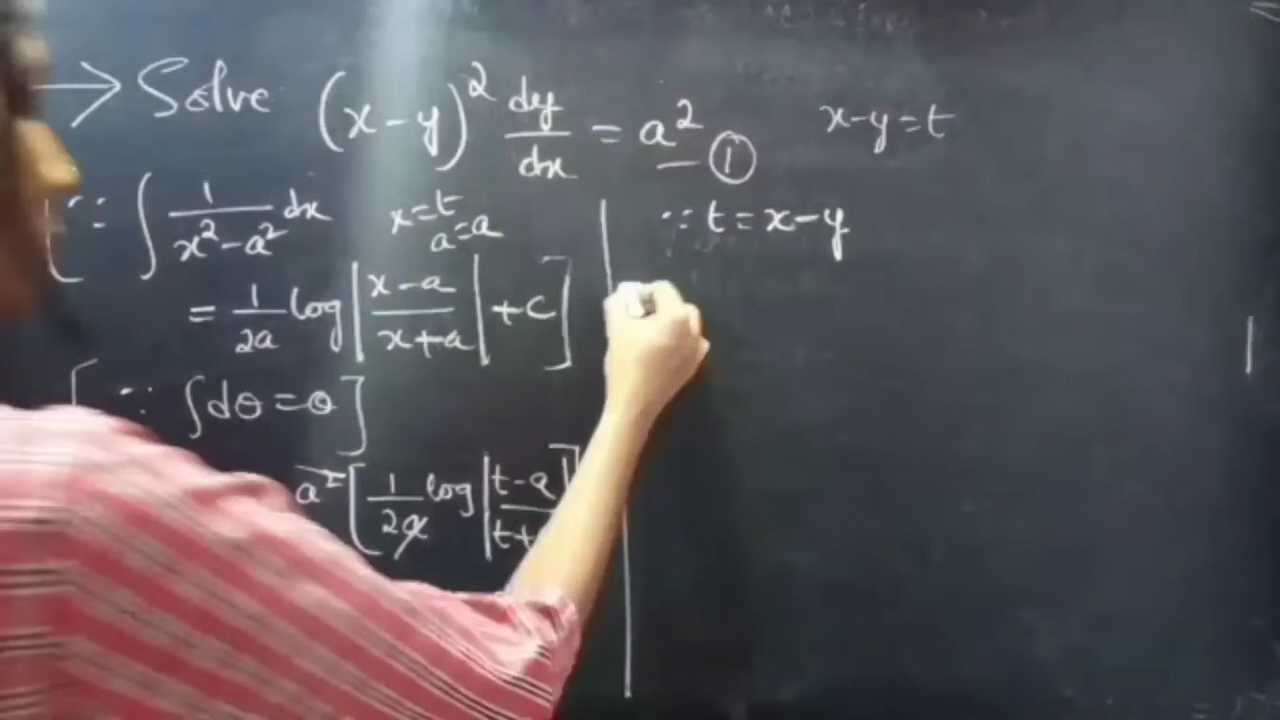 → Solve (x-y)² dy/dx = a² — ① x-y=t
[∵ ∫ 1/(x²-a²) dx x=t
a=a
= 1/2a log |(x-a)/(x+a)| + c]
[∵ ∫dθ = θ]
a² [1/2a log |(t-a)/(t+
∵ t = x-y